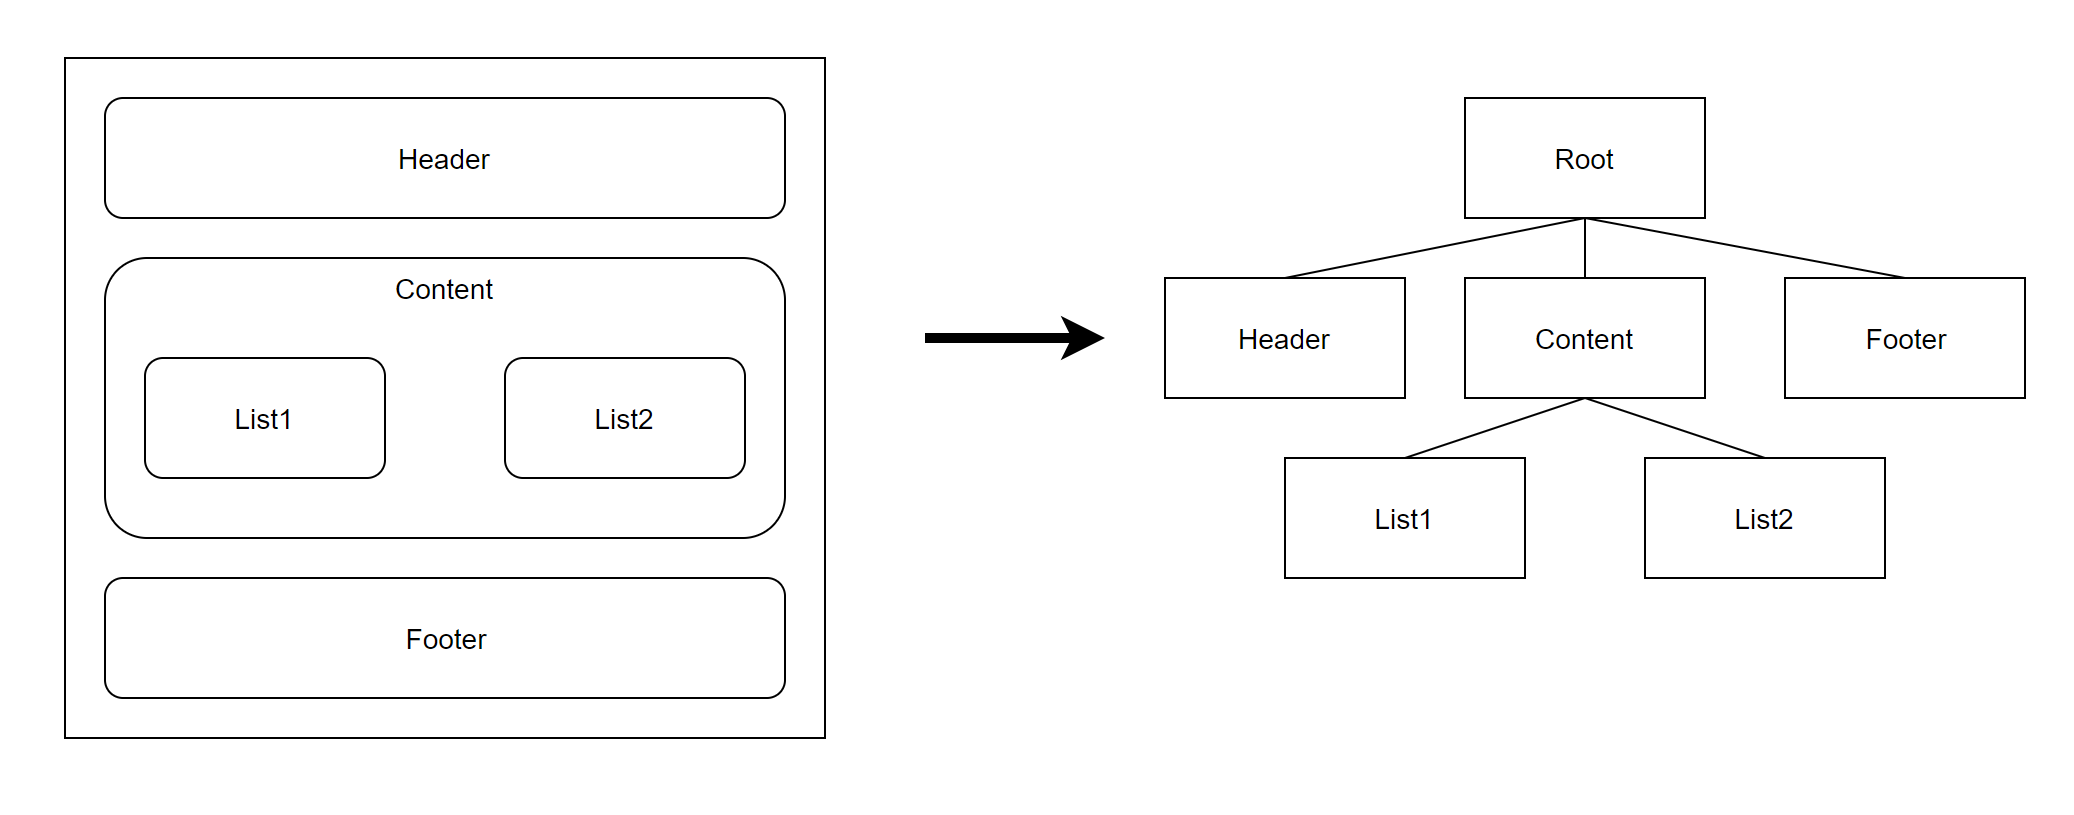 Header
Content
List1
List2
Footer
Root
Header
Content
Footer
List1
List2